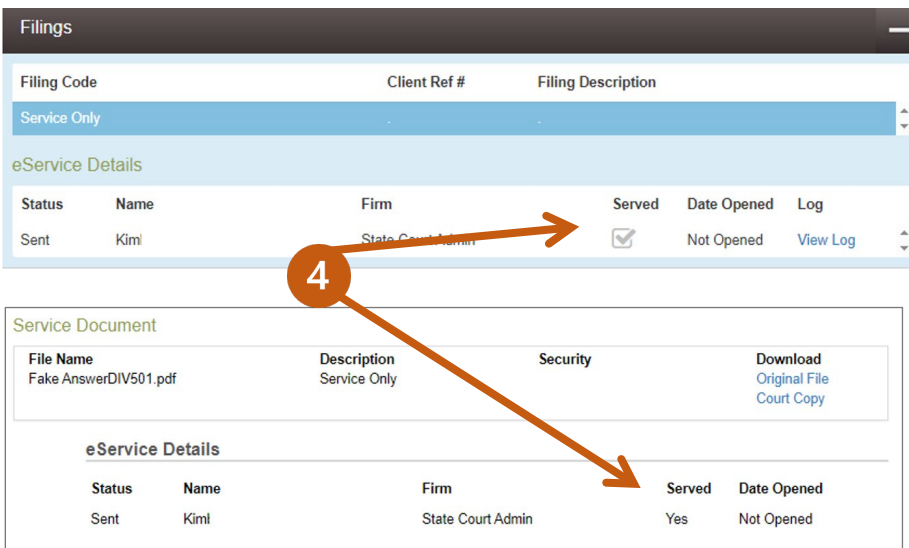 Filings
Filing Code Client Ref # Filing Description
Service Only . .
eService Details
Status Name Firm Served Date Opened Log
Sent Kiml State Court Admin Not Opened View Log
4
Service Document
File Name Description Security Download
Fake AnswerDIV501.pdf Service Only Original File
Court Copy
eService Details
Status Name Firm Served Date Opened
Sent Kiml State Court Admin Yes Not Opened